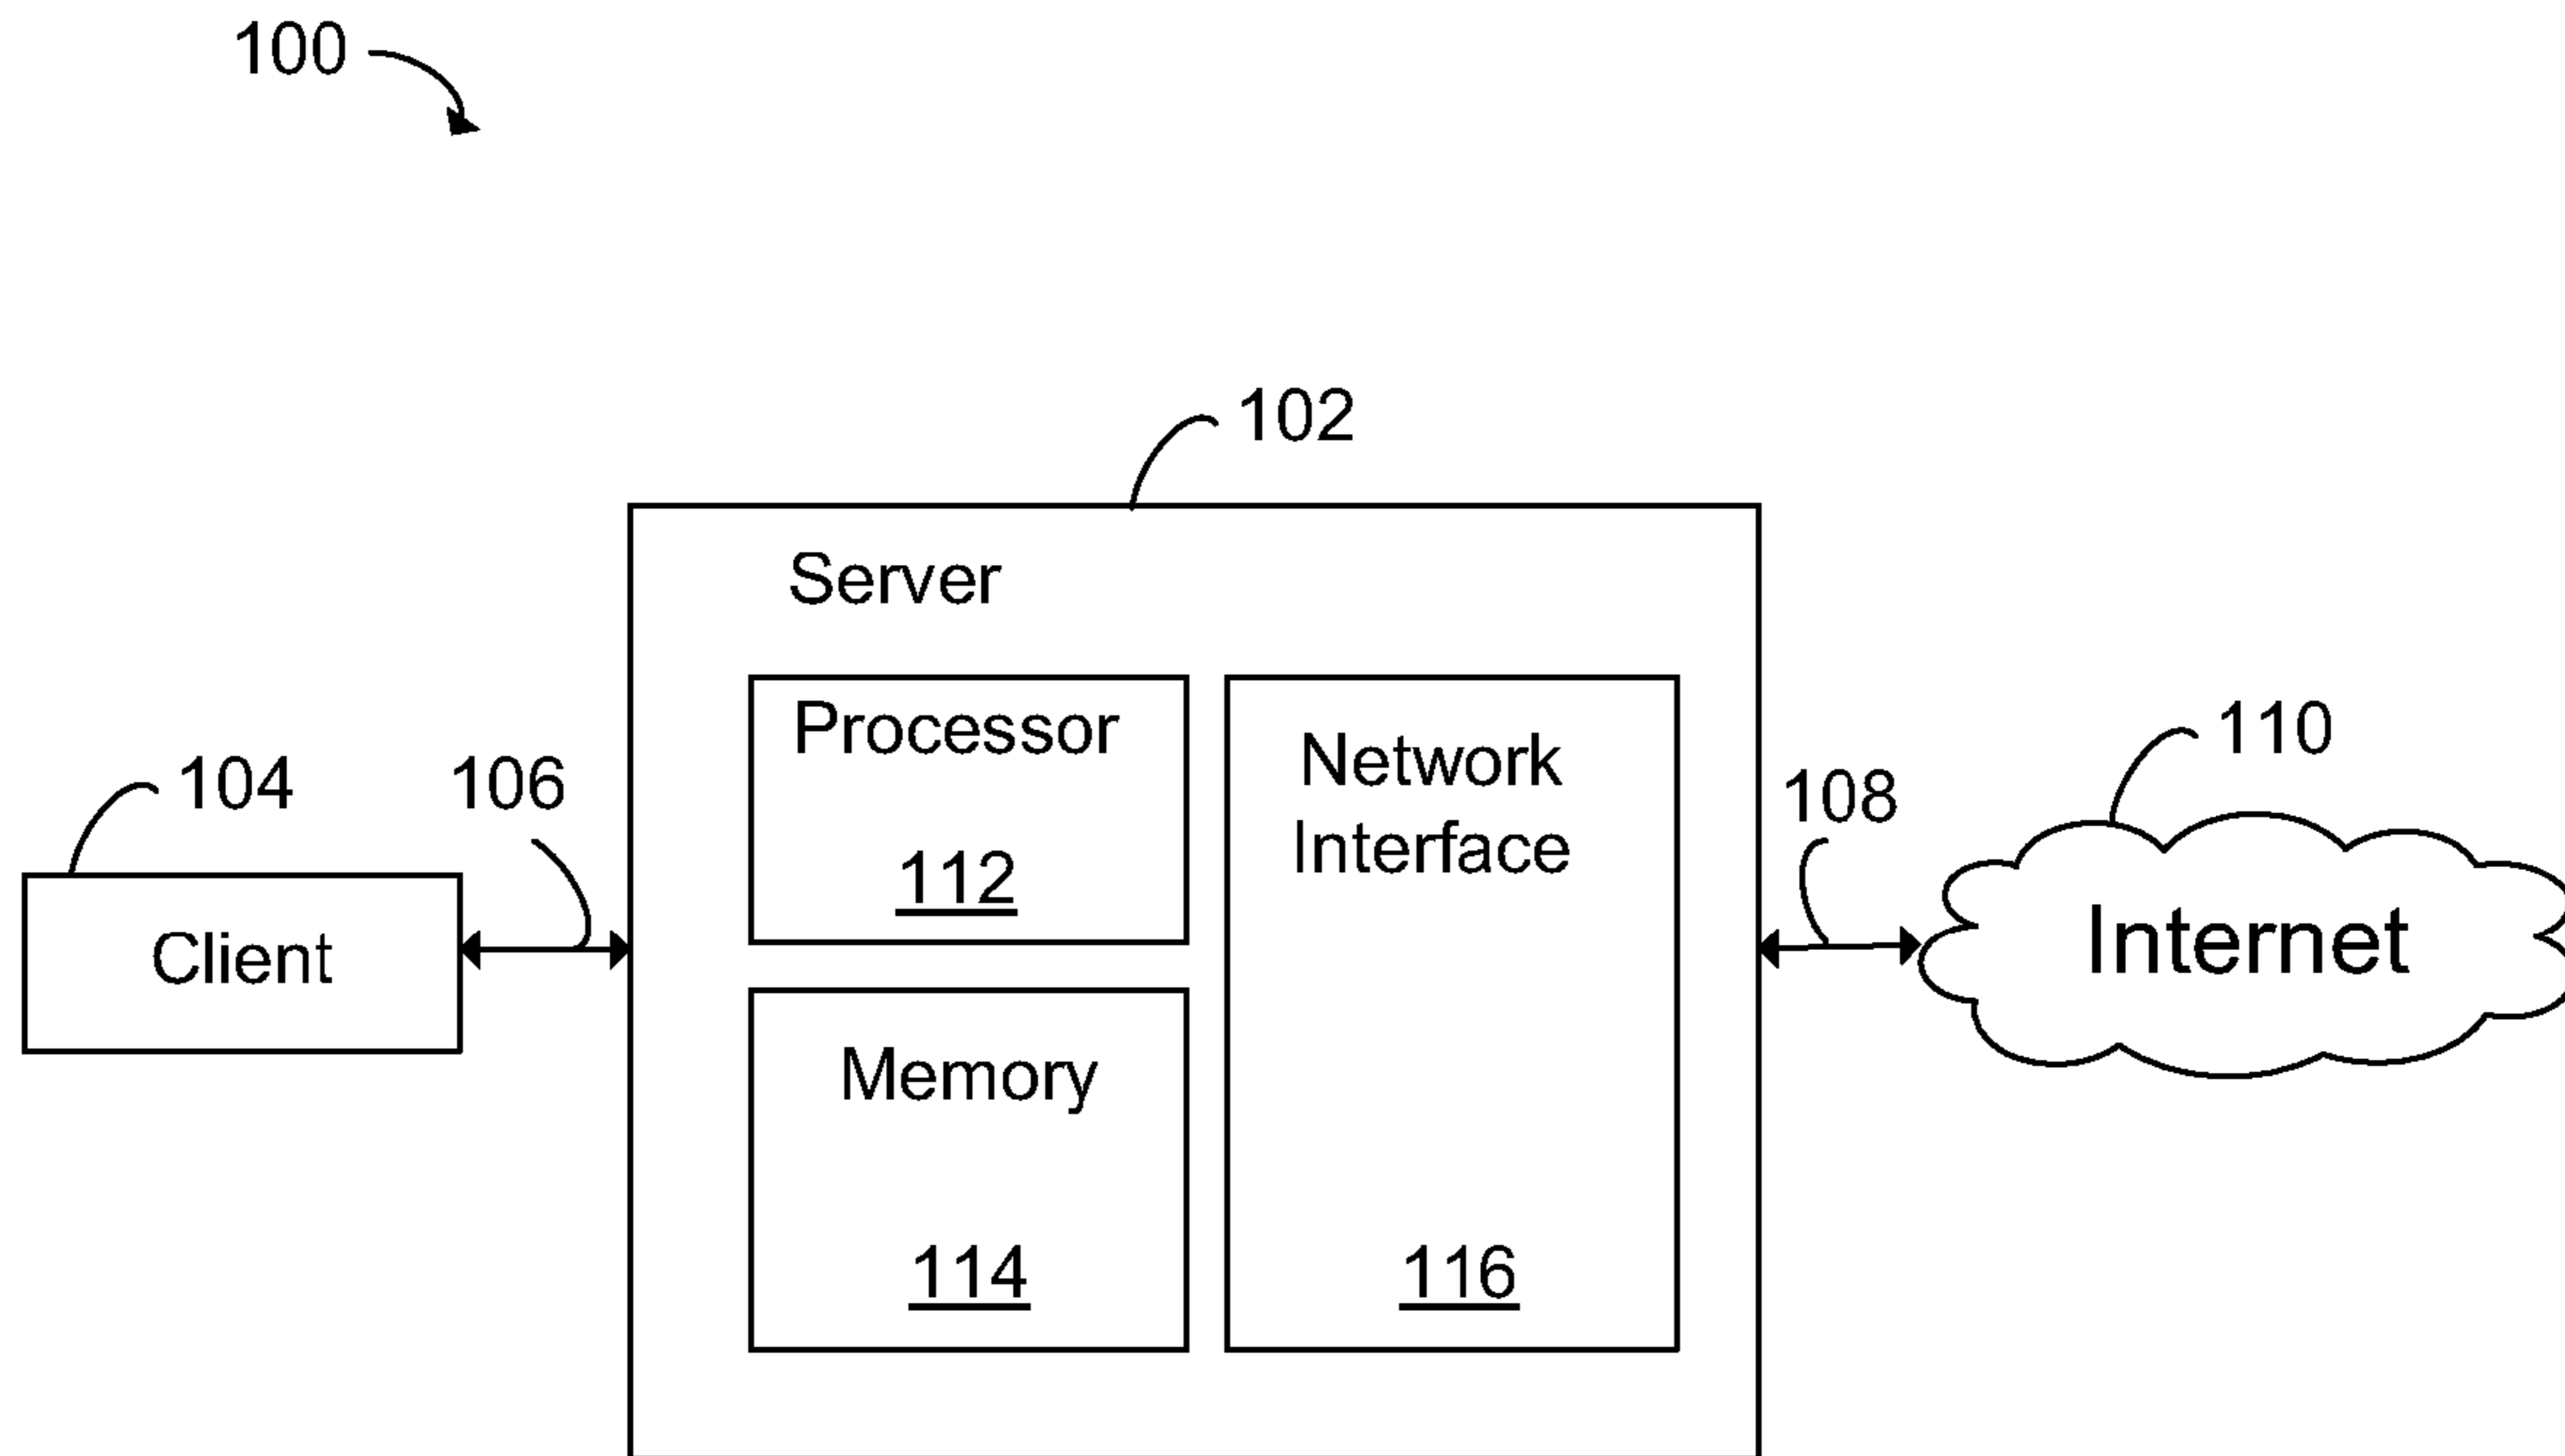 100
102
Server
Processor
112
Network
Interface
116
Memory
114
104
Client
106
108
110
Internet